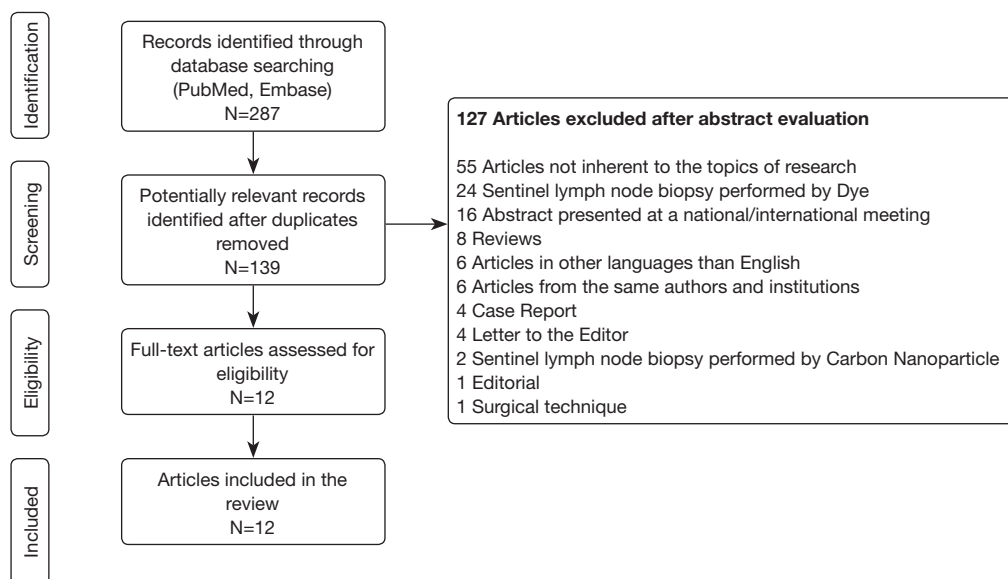 Identification
Records identified through
database searching
(PubMed, Embase)
N=287
Screening
Potentially relevant records
identified after duplicates
removed
N=139
127 Articles excluded after abstract evaluation
55 Articles not inherent to the topics of research
24 Sentinel lymph node biopsy performed by Dye
16 Abstract presented at a national/international meeting
8 Reviews
6 Articles in other languages than English
6 Articles from the same authors and institutions
4 Case Report
4 Letter to the Editor
2 Sentinel lymph node biopsy performed by Carbon Nanoparticle
1 Editorial
1 Surgical technique
Eligibility
Full-text articles assessed for
eligibility
N=12
Included
Articles included in the
review
N=12